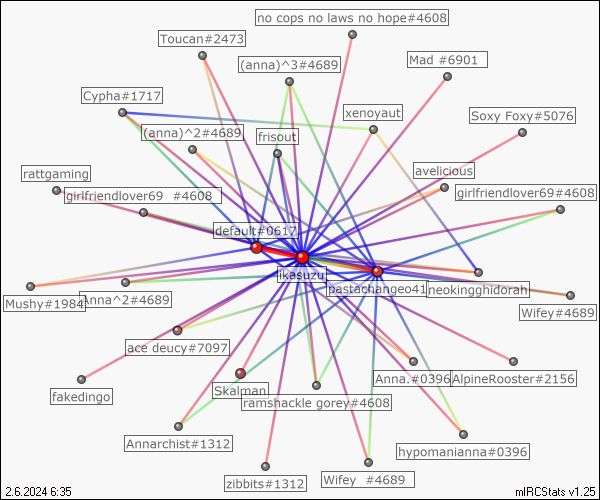 no cops no laws no hope#4608
Toucan#2473
Mad #6901
(anna)^3#4689
Cypha#1717
xenoyaut
Soxy Foxy#5076
(anna)^2#4689
frisout
rattgaming
avelicious
girlfriendlover69 #4608
girlfriendlover69#4608
default#0617
ikasuzu
pastachangeo41
neokingghidorah
Mushy#1984
Anna^2#4689
Wifey#4689
ace deucy#7097
Anna.#0396
AlpineRooster#2156
Skalman
fakedingo
ramshackle gorey#4608
Annarchist#1312
hypomanianna#0396
zibbits#1312
Wifey #4689
2.6.2024 6:35
mIRCStats v1.25